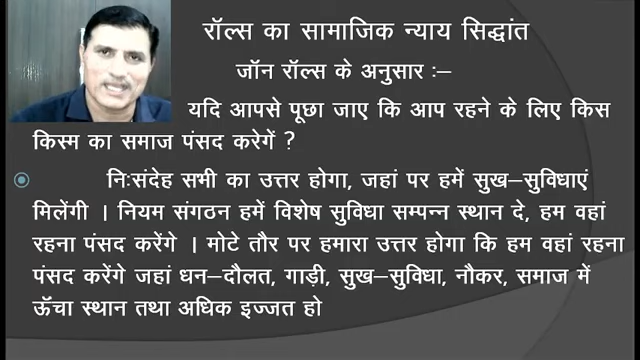 रॉल्स का सामाजिक न्याय सिद्धांत
जॉन रॉल्स के अनुसार :–
यदि आपसे पूछा जाए कि आप रहने के लिए किस
किस्म का समाज पंसद करेगें ?
निःसंदेह सभी का उत्तर होगा, जहां पर हमें सुख–सुविधाएं
मिलेंगी । नियम संगठन हमें विशेष सुविधा सम्पन्न स्थान दे, हम वहां
रहना पंसद करेंगे । मोटे तौर पर हमारा उत्तर होगा कि हम वहां रहना
पंसद करेंगे जहां धन–दौलत, गाड़ी, सुख–सुविधा, नौकर, समाज में
ऊॅचा स्थान तथा अधिक इज्जत हो